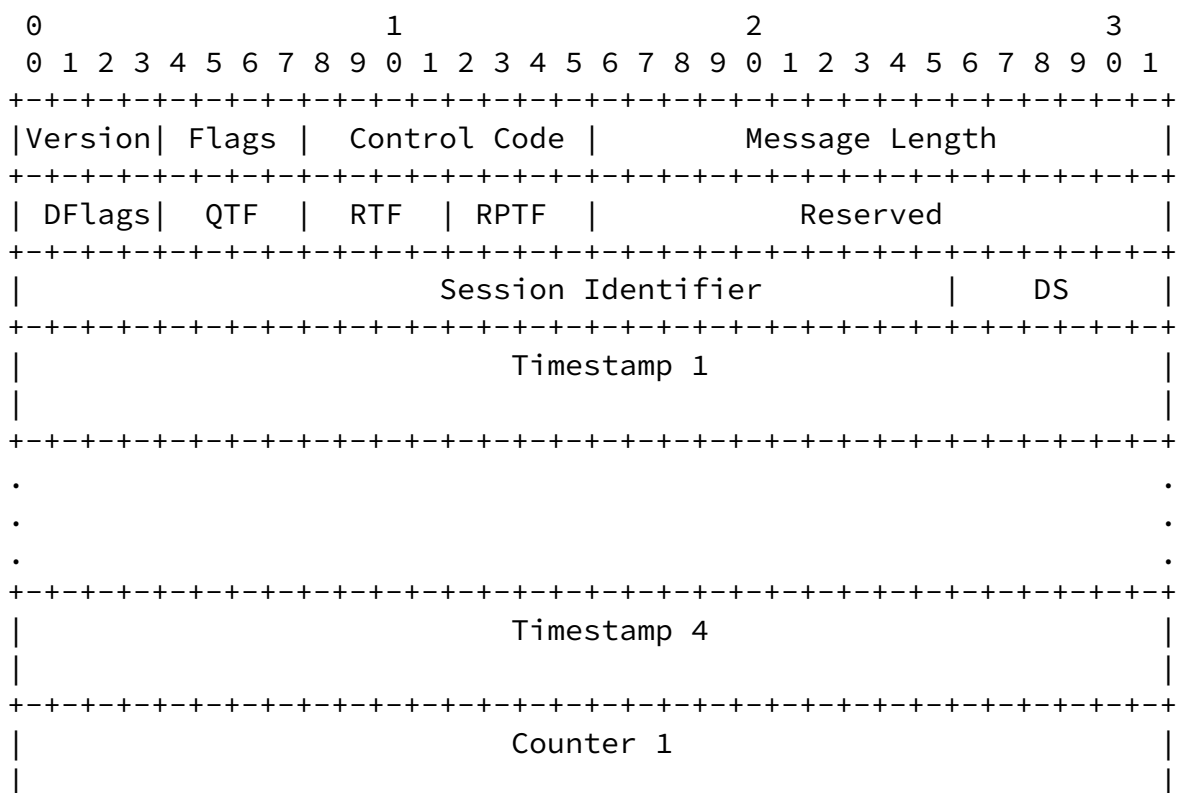 0                   1                   2                   3
 0 1 2 3 4 5 6 7 8 9 0 1 2 3 4 5 6 7 8 9 0 1 2 3 4 5 6 7 8 9 0 1
+-+-+-+-+-+-+-+-+-+-+-+-+-+-+-+-+-+-+-+-+-+-+-+-+-+-+-+-+-+-+-+-+
|Version| Flags |  Control Code |        Message Length         |
+-+-+-+-+-+-+-+-+-+-+-+-+-+-+-+-+-+-+-+-+-+-+-+-+-+-+-+-+-+-+-+-+
| DFlags|  QTF  |  RTF  | RPTF  |           Reserved            |
+-+-+-+-+-+-+-+-+-+-+-+-+-+-+-+-+-+-+-+-+-+-+-+-+-+-+-+-+-+-+-+-+
|                       Session Identifier          |    DS     |
+-+-+-+-+-+-+-+-+-+-+-+-+-+-+-+-+-+-+-+-+-+-+-+-+-+-+-+-+-+-+-+-+
|                           Timestamp 1                         |
|                                                               |
+-+-+-+-+-+-+-+-+-+-+-+-+-+-+-+-+-+-+-+-+-+-+-+-+-+-+-+-+-+-+-+-+
.                                                               .
.                                                               .
.                                                               .
+-+-+-+-+-+-+-+-+-+-+-+-+-+-+-+-+-+-+-+-+-+-+-+-+-+-+-+-+-+-+-+-+
|                           Timestamp 4                         |
|                                                               |
+-+-+-+-+-+-+-+-+-+-+-+-+-+-+-+-+-+-+-+-+-+-+-+-+-+-+-+-+-+-+-+-+
|                           Counter 1                           |
|                                                               |